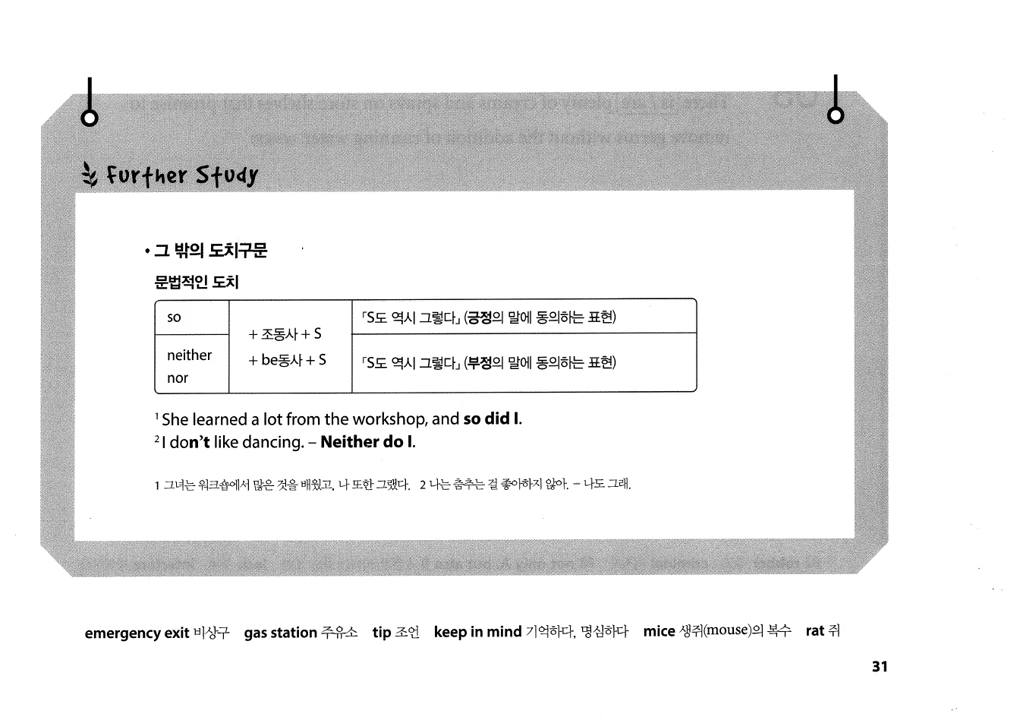 Further Study
• 그 밖의 도치구문
문법적인 도치
so
+ 조동사 + S
+ be동사 + S
「S도 역시 그렇다」 (긍정의 말에 동의하는 표현)
neither
nor
「S도 역시 그렇다」 (부정의 말에 동의하는 표현)
1 She learned a lot from the workshop, and so did I.
2 I don't like dancing. – Neither do I.
1 그녀는 워크숍에서 많은 것을 배웠고, 나 또한 그랬다. 2 나는 춤추는 걸 좋아하지 않아. – 나도 그래.
emergency exit 비상구 gas station 주유소 tip 조언 keep in mind 기억하다, 명심하다 mice 생쥐(mouse)의 복수 rat 쥐
31